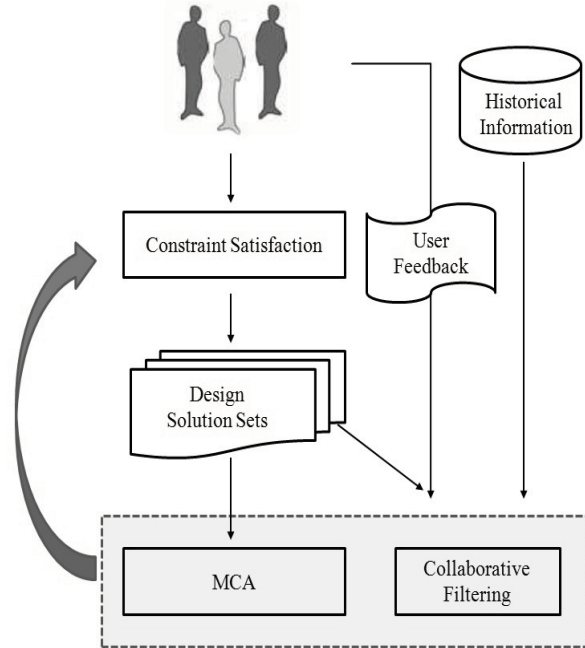 Historical
Information
Constraint Satisfaction
User
Feedback
Design
Solution Sets
MCA
Collaborative
Filtering